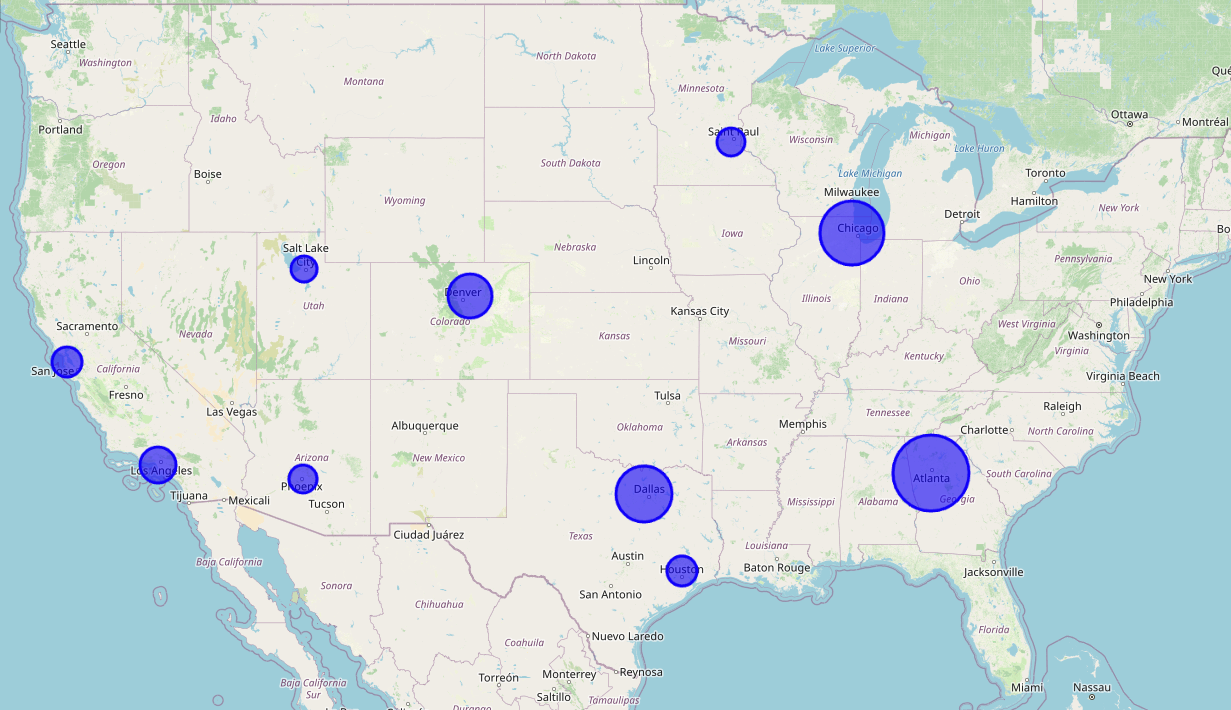 Lake Superior
Seattle
Washington
North Dakota
Montana
Minnesota
Qué
Idaho
Ottawa
Montréal
Portland
Saint Paul
Michigan
Wisconsin
Lake Huron
Oregon
South Dakota
Boise
Lake Michigan
Toronto
Milwaukee
Hamilton
Wyoming
New York
Detroit
Chicago
Bo
Iowa
Salt Lake
City
Nebraska
Lincoln
Pennsylvania
New York
Ohio
Denver
Utah
Illinois
Indiana
Philadelphia
Kansas City
Colorado
Sacramento
Nevada
Kansas
Missouri
West Virginia
Washington
Virginia
Kentucky
San Jose
California
Virginia Beach
Fresno
Tulsa
Las Vegas
Raleigh
Tennessee
Memphis
Albuquerque
Oklahoma
Charlotte
North Carolina
Arkansas
Arizona
New Mexico
Los Angeles
South Carolina
Atlanta
Phoenix
Dallas
Tijuana
Mexicali
Tucson
Mississippi
Alabama
Georgia
Ciudad Juárez
Texas
Louisiana
Austin
Baja California
Houston
Baton Rouge
Jacksonville
Sonora
San Antonio
Chihuahua
Florida
Nuevo Laredo
Coahuila
Reynosa
Torreón
Monterrey
Baja California
Sur
Saltillo
Tamaulipas
Miami
Nassau
Durango